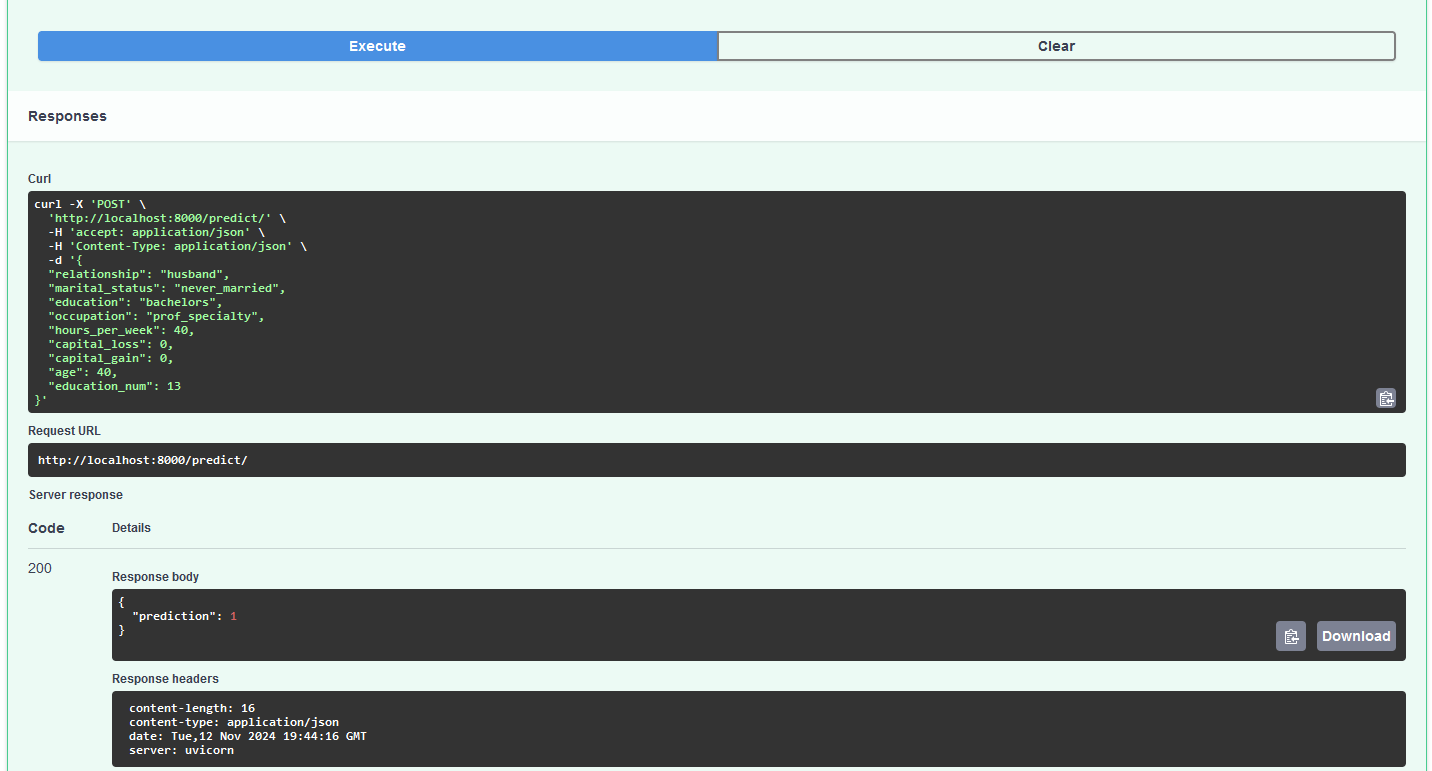 Execute
Clear
Responses
Curl
curl -X 'POST' \
  'http://localhost:8000/predict/' \
  -H 'accept: application/json' \
  -H 'Content-Type: application/json' \
  -d '{
  "relationship": "husband",
  "marital_status": "never_married",
  "education": "bachelors",
  "occupation": "prof_specialty",
  "hours_per_week": 40,
  "capital_loss": 0,
  "capital_gain": 0,
  "age": 40,
  "education_num": 13
}'
Request URL
http://localhost:8000/predict/
Server response
Code
Details
200
Response body
{
  "prediction": 1
}
Download
Response headers
content-length: 16
content-type: application/json
date: Tue,12 Nov 2024 19:44:16 GMT
server: uvicorn